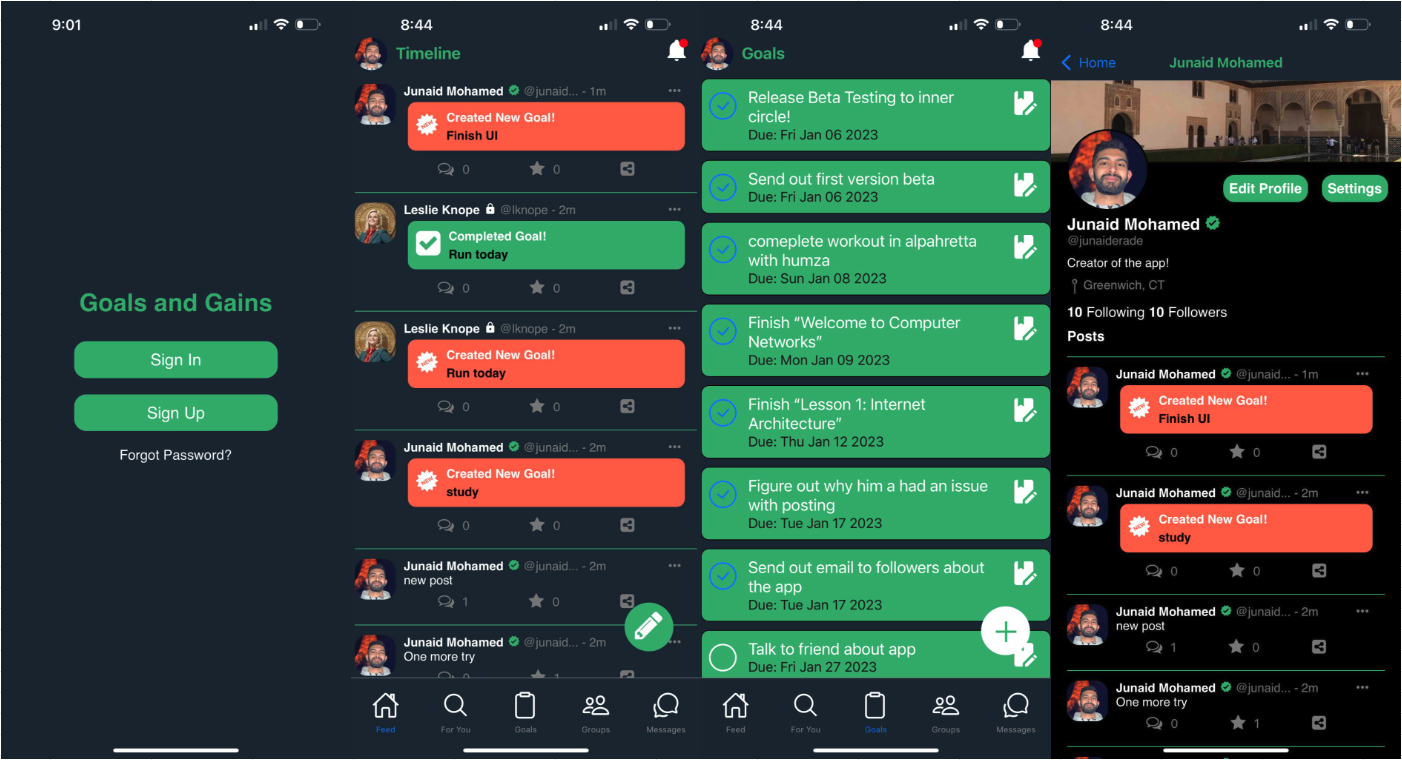 9:01
Goals and Gains
Sign In
Sign Up
Forgot Password?
8:44
Timeline
Junaid Mohamed @junaid... - 1m
NEW
Created New Goal!
Finish UI
0 0
Leslie Knope @lknope - 2m
Completed Goal!
Run today
0 0
Leslie Knope @lknope - 2m
NEW
Created New Goal!
Run today
0 0
Junaid Mohamed @junaid... - 2m
NEW
Created New Goal!
study
0 0
Junaid Mohamed @junaid... - 2m
new post
1 0
Junaid Mohamed @junaid... - 2m
One more try
0 1
Feed For You Goals Groups Messages
8:44
Goals
Release Beta Testing to inner
circle!
Due: Fri Jan 06 2023
Send out first version beta
Due: Fri Jan 06 2023
comeplete workout in alpahretta
with humza
Due: Sun Jan 08 2023
Finish “Welcome to Computer
Networks”
Due: Mon Jan 09 2023
Finish “Lesson 1: Internet
Architecture”
Due: Thu Jan 12 2023
Figure out why him a had an issue
with posting
Due: Tue Jan 17 2023
Send out email to followers about
the app
Due: Tue Jan 17 2023
Talk to friend about app
Due: Fri Jan 27 2023
Feed For You Goals Groups Messages
8:44
Home Junaid Mohamed
Edit Profile Settings
Junaid Mohamed
@junaiderade
Creator of the app!
Greenwich, CT
10 Following 10 Followers
Posts
Junaid Mohamed @junaid... - 1m
NEW
Created New Goal!
Finish UI
0 0
Junaid Mohamed @junaid... - 2m
NEW
Created New Goal!
study
0 0
Junaid Mohamed @junaid... - 2m
new post
1 0
Junaid Mohamed @junaid... - 2m
One more try
0 1